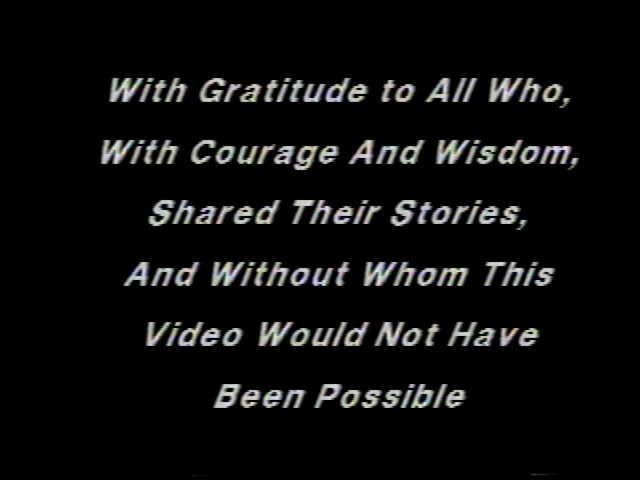 With Gratitude to All Who,
With Courage And Wisdom,
Shared Their Stories,
And Without Whom This
Video Would Not Have
Been Possible